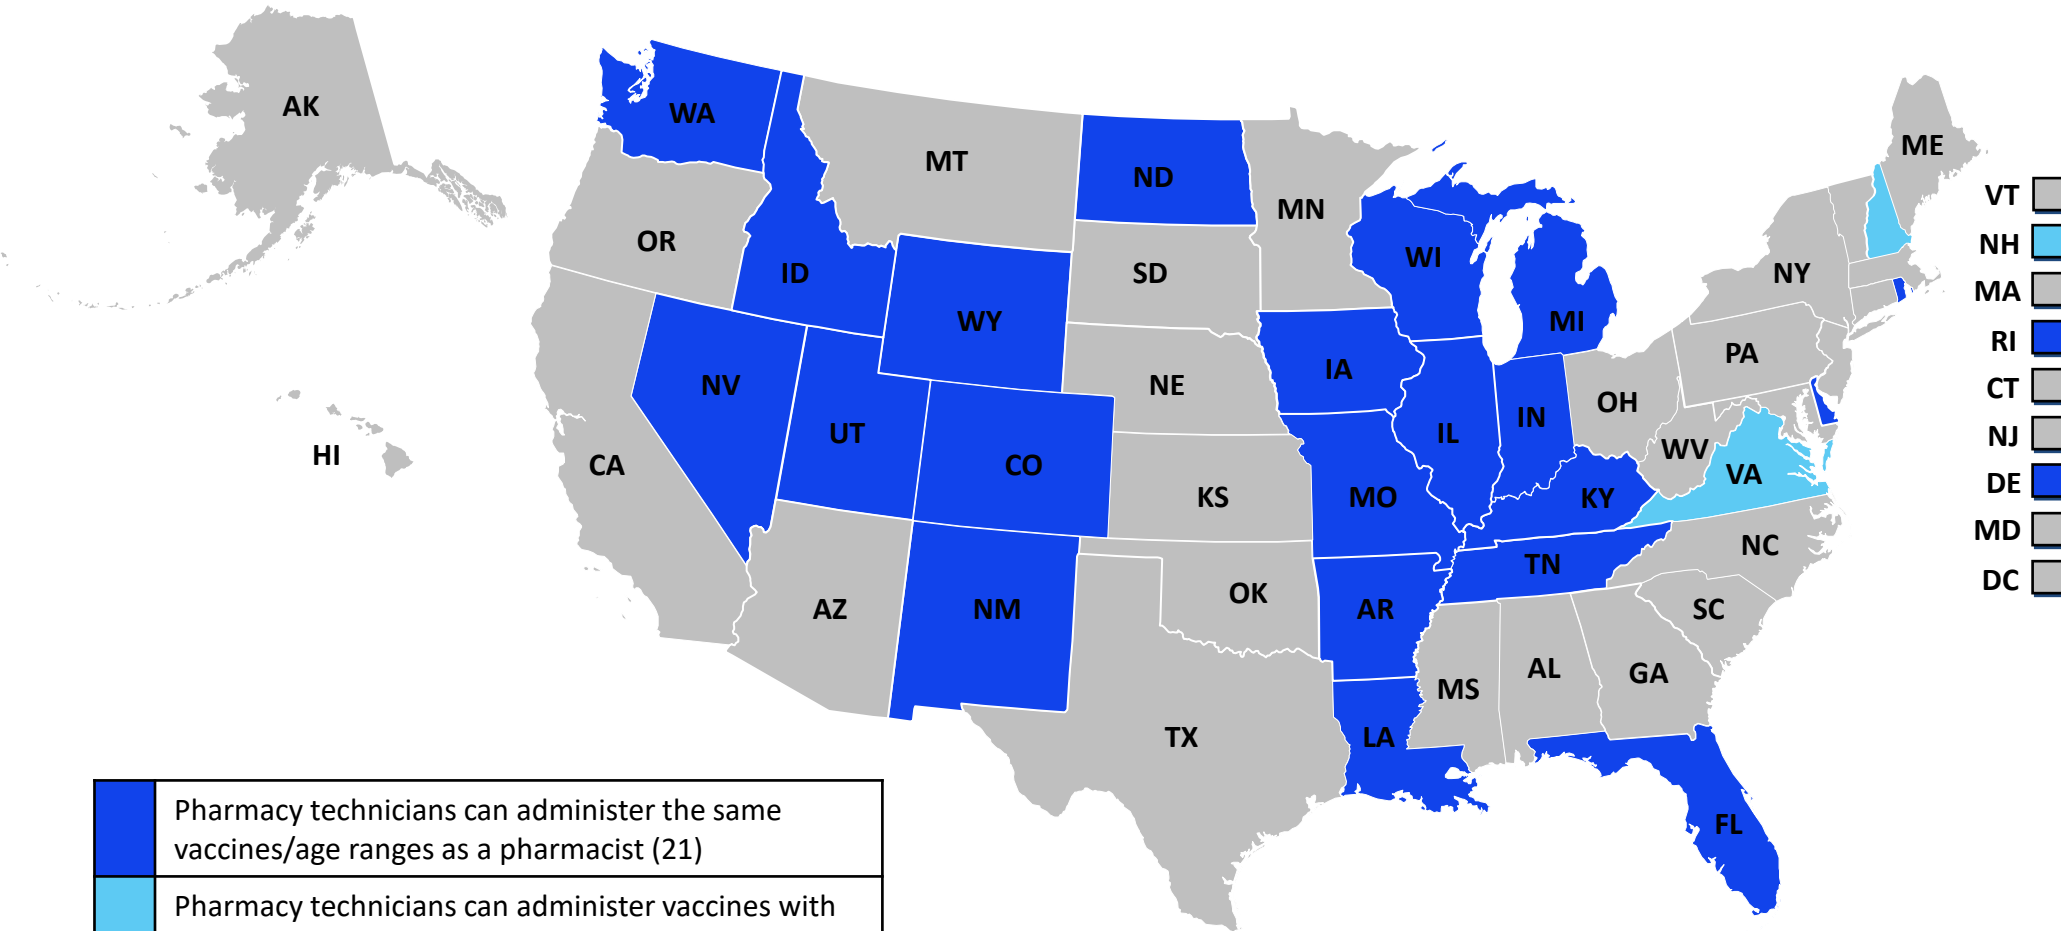 AK
WA
MT
ND
MN
ME
VT
OR
ID
SD
WI
NY
NH
MA
WY
MI
RI
NV
NE
IA
PA
CT
UT
OH
IN
IL
NJ
HI
CA
CO
WV
VA
DE
KS
MO
KY
MD
NC
TN
DC
AZ
NM
OK
AR
SC
MS
AL
GA
TX
LA
FL
Pharmacy technicians can administer the same
vaccines/age ranges as a pharmacist (21)
Pharmacy technicians can administer vaccines with